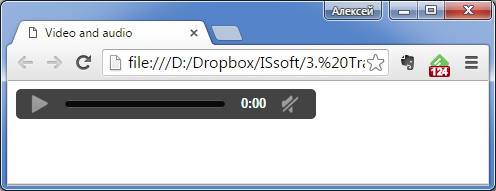 Алексей
Video and audio
file:///D:/Dropbox/ISsoft/3.%20Tra
124
0:00